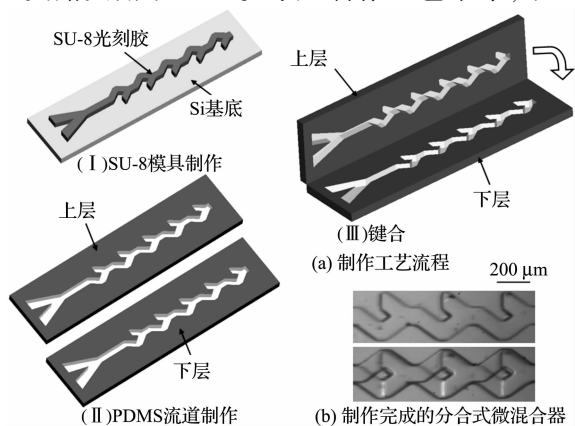 SU-8光刻胶
Si基底
(Ⅰ)SU-8模具制作
上层
下层
(Ⅱ)PDMS流道制作
上层
下层
(Ⅲ)键合
(a) 制作工艺流程
200 μm
(b) 制作完成的分合式微混合器